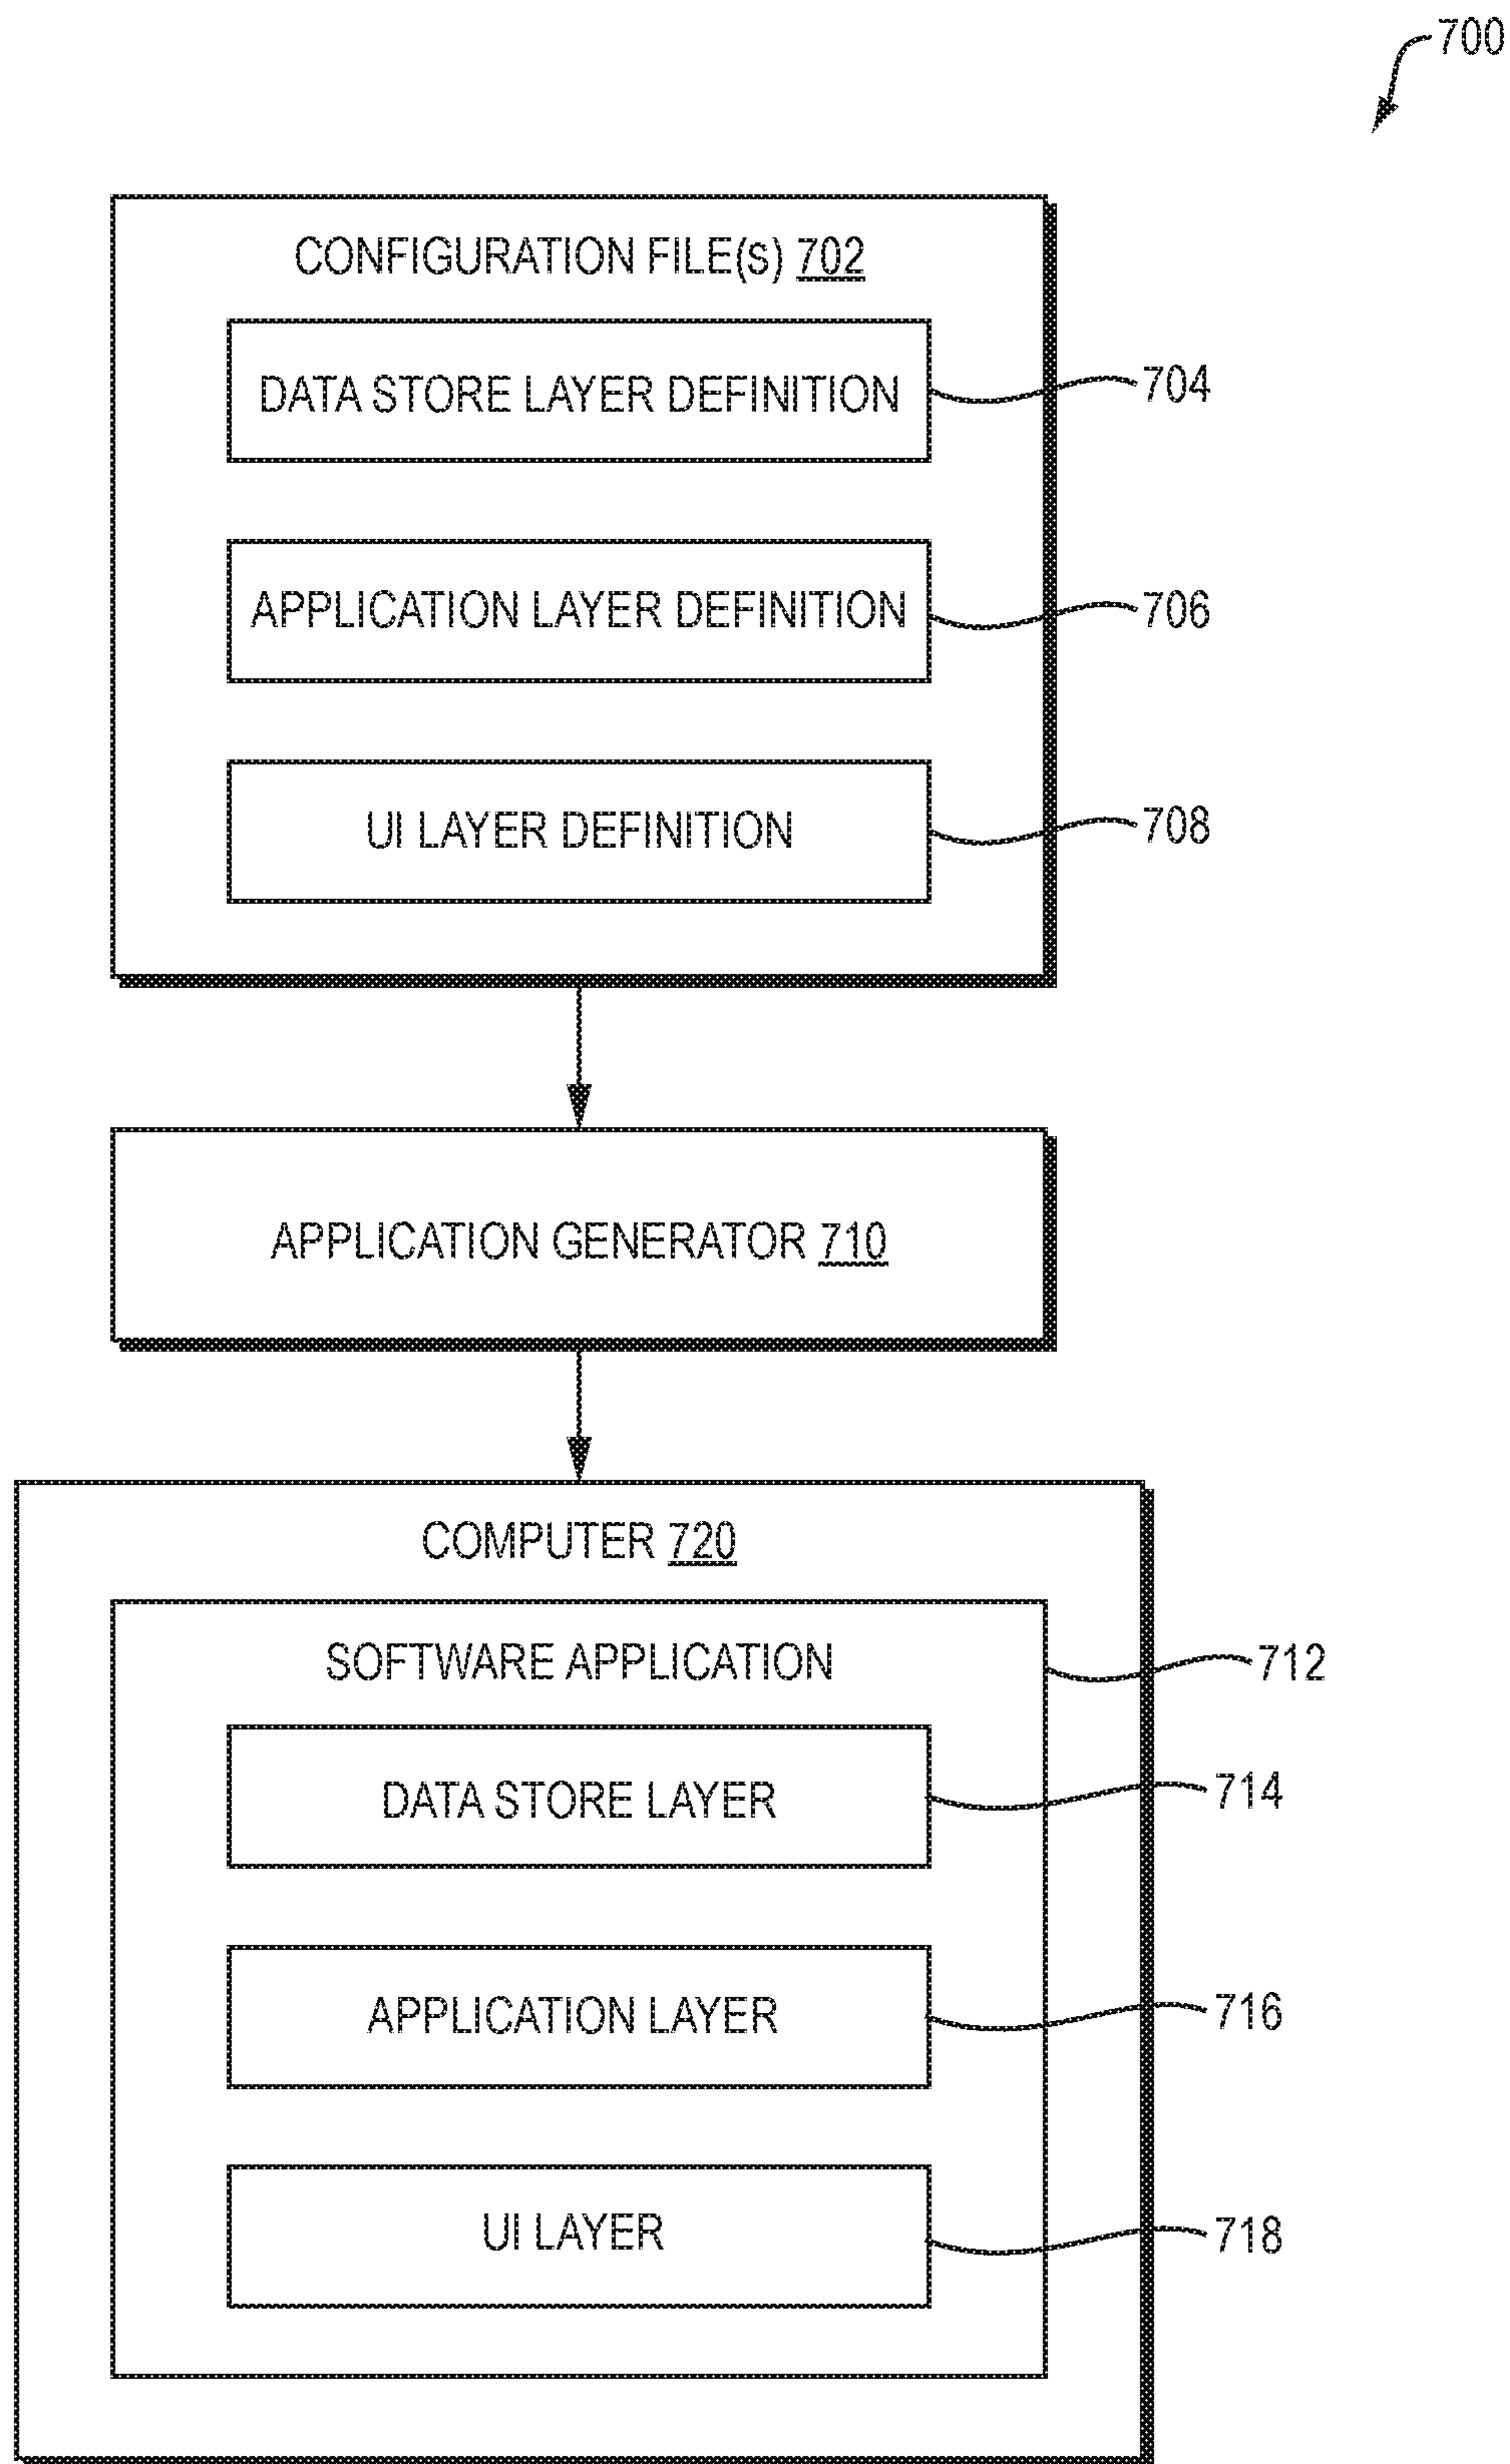 700
CONFIGURATION FILE(S) 702
DATA STORE LAYER DEFINITION
704
APPLICATION LAYER DEFINITION
706
UI LAYER DEFINITION
708
APPLICATION GENERATOR 710
COMPUTER 720
SOFTWARE APPLICATION
712
DATA STORE LAYER
714
APPLICATION LAYER
716
UI LAYER
718